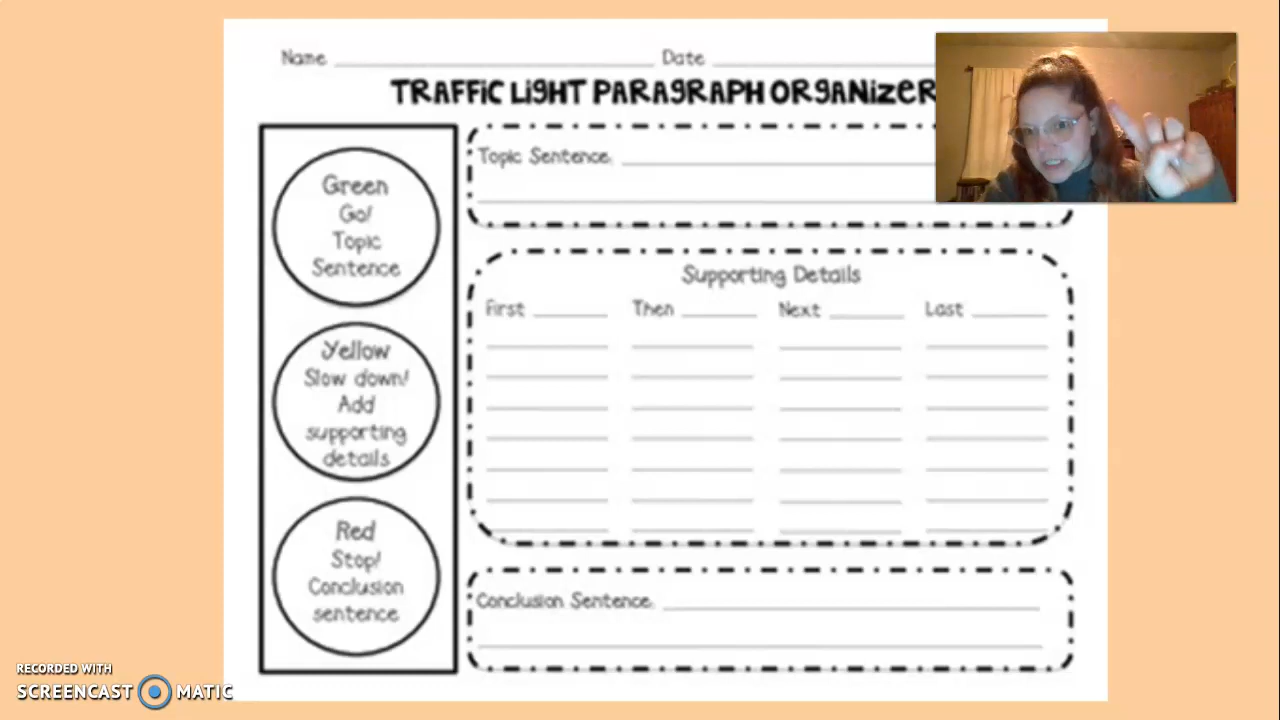 Name Date
TRAFFIC LIGHT PARAGRAPH ORGANIZER
Green
Go!
Topic
Sentence
Topic Sentence:
Yellow
Slow down!
Add
supporting
details
Supporting Details
First Then Next Last
Red
Stop!
Conclusion
sentence
Conclusion Sentence:
RECORDED WITH
SCREENCAST MATIC